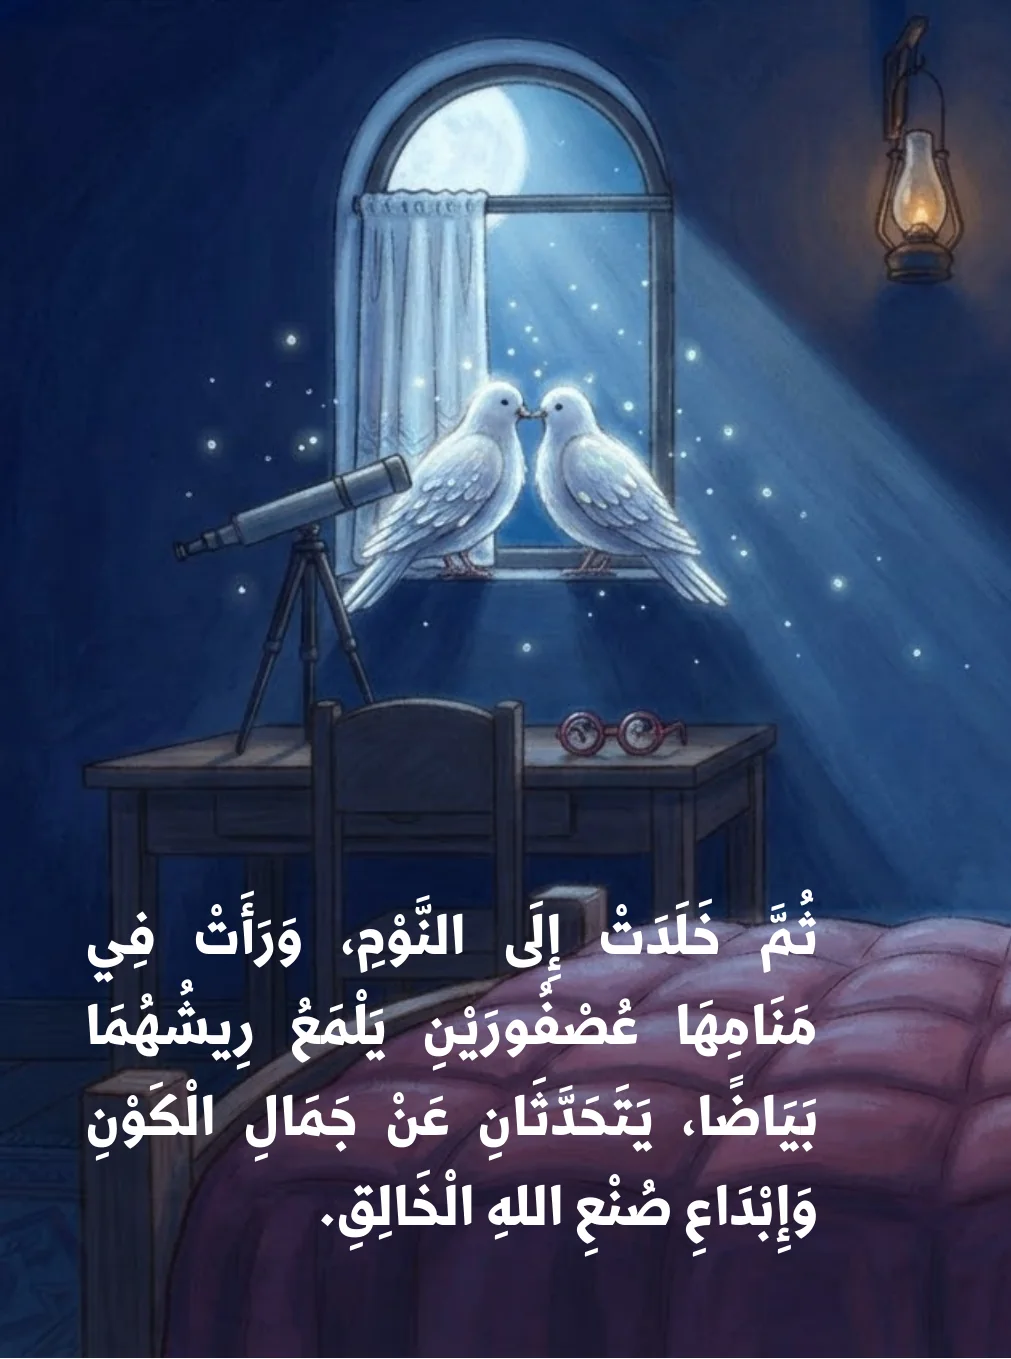 ثُمَّ خَلَدَتْ إِلَى النَّوْمِ، وَرَأَتْ فِي
مَنَامِهَا عُصْفُورَيْنِ يَلْمَعُ رِيشُهُمَا
بَيَاضًا، يَتَحَدَّثَانِ عَنْ جَمَالِ الْكَوْنِ
وَإِبْدَاعِ صُنْعِ اللهِ الْخَالِقِ.